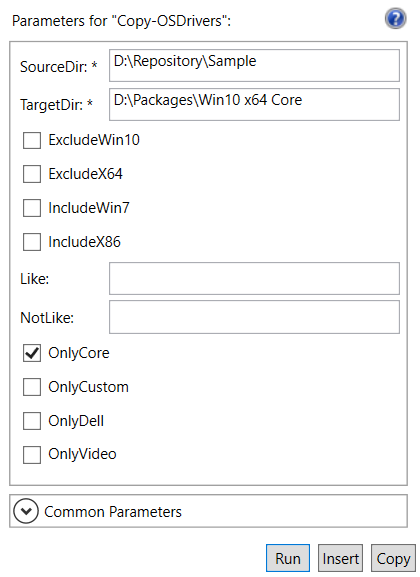 Parameters for "Copy-OSDrivers":
?
SourceDir: * D:\Repository\Sample
TargetDir: * D:\Packages\Win10 x64 Core
ExcludeWin10
ExcludeX64
IncludeWin7
IncludeX86
Like:
NotLike:
OnlyCore
OnlyCustom
OnlyDell
OnlyVideo
Common Parameters
Run Insert Copy